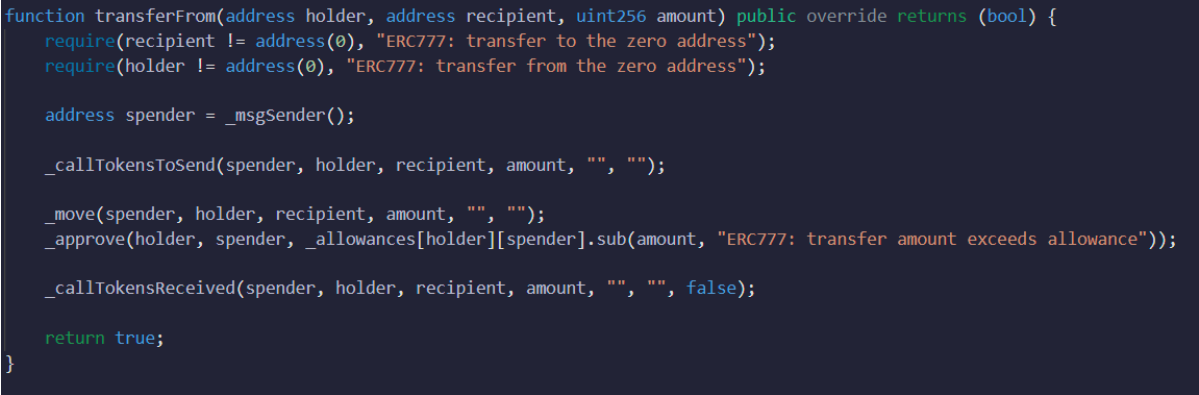 function transferFrom(address holder, address recipient, uint256 amount) public override returns (bool) {
    require(recipient != address(0), "ERC777: transfer to the zero address");
    require(holder != address(0), "ERC777: transfer from the zero address");
    address spender = _msgSender();
    _callTokensToSend(spender, holder, recipient, amount, "", "");
    _move(spender, holder, recipient, amount, "", "");
    _approve(holder, spender, _allowances[holder][spender].sub(amount, "ERC777: transfer amount exceeds allowance"));
    _callTokensReceived(spender, holder, recipient, amount, "", "", false);
    return true;
}